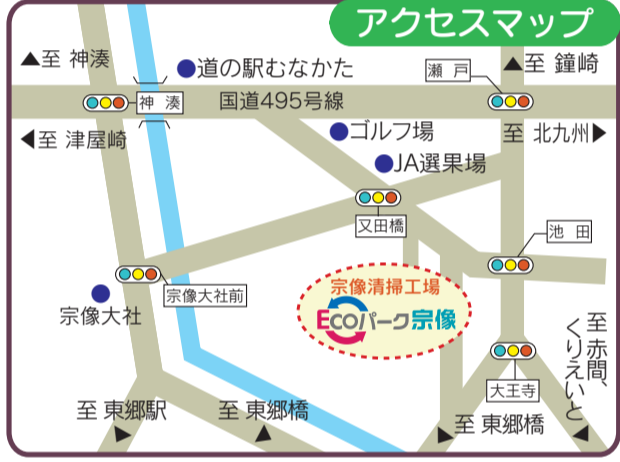 アクセスマップ
▲至 神湊
●道の駅むなかた
瀬戸
▲至 鐘崎
神湊
国道495号線
◀至 津屋崎
●ゴルフ場
至 北九州▶
●JA選果場
又田橋
池田
宗像大社前
宗像大社
宗像清掃工場
Ecoパーク宗像
至 赤間、
くりえいと
大王寺
至 東郷駅
至 東郷橋
至 東郷橋